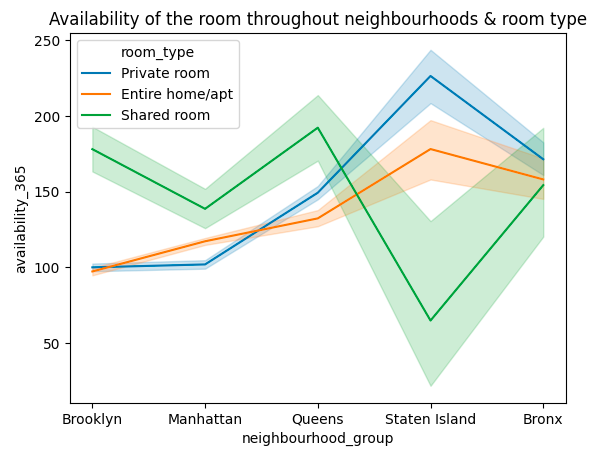 Availability of the room throughout neighbourhoods & room type
250
200
150
100
50
availability_365
room_type
Private room
Entire home/apt
Shared room
Brooklyn
Manhattan
Queens
Staten Island
Bronx
neighbourhood_group